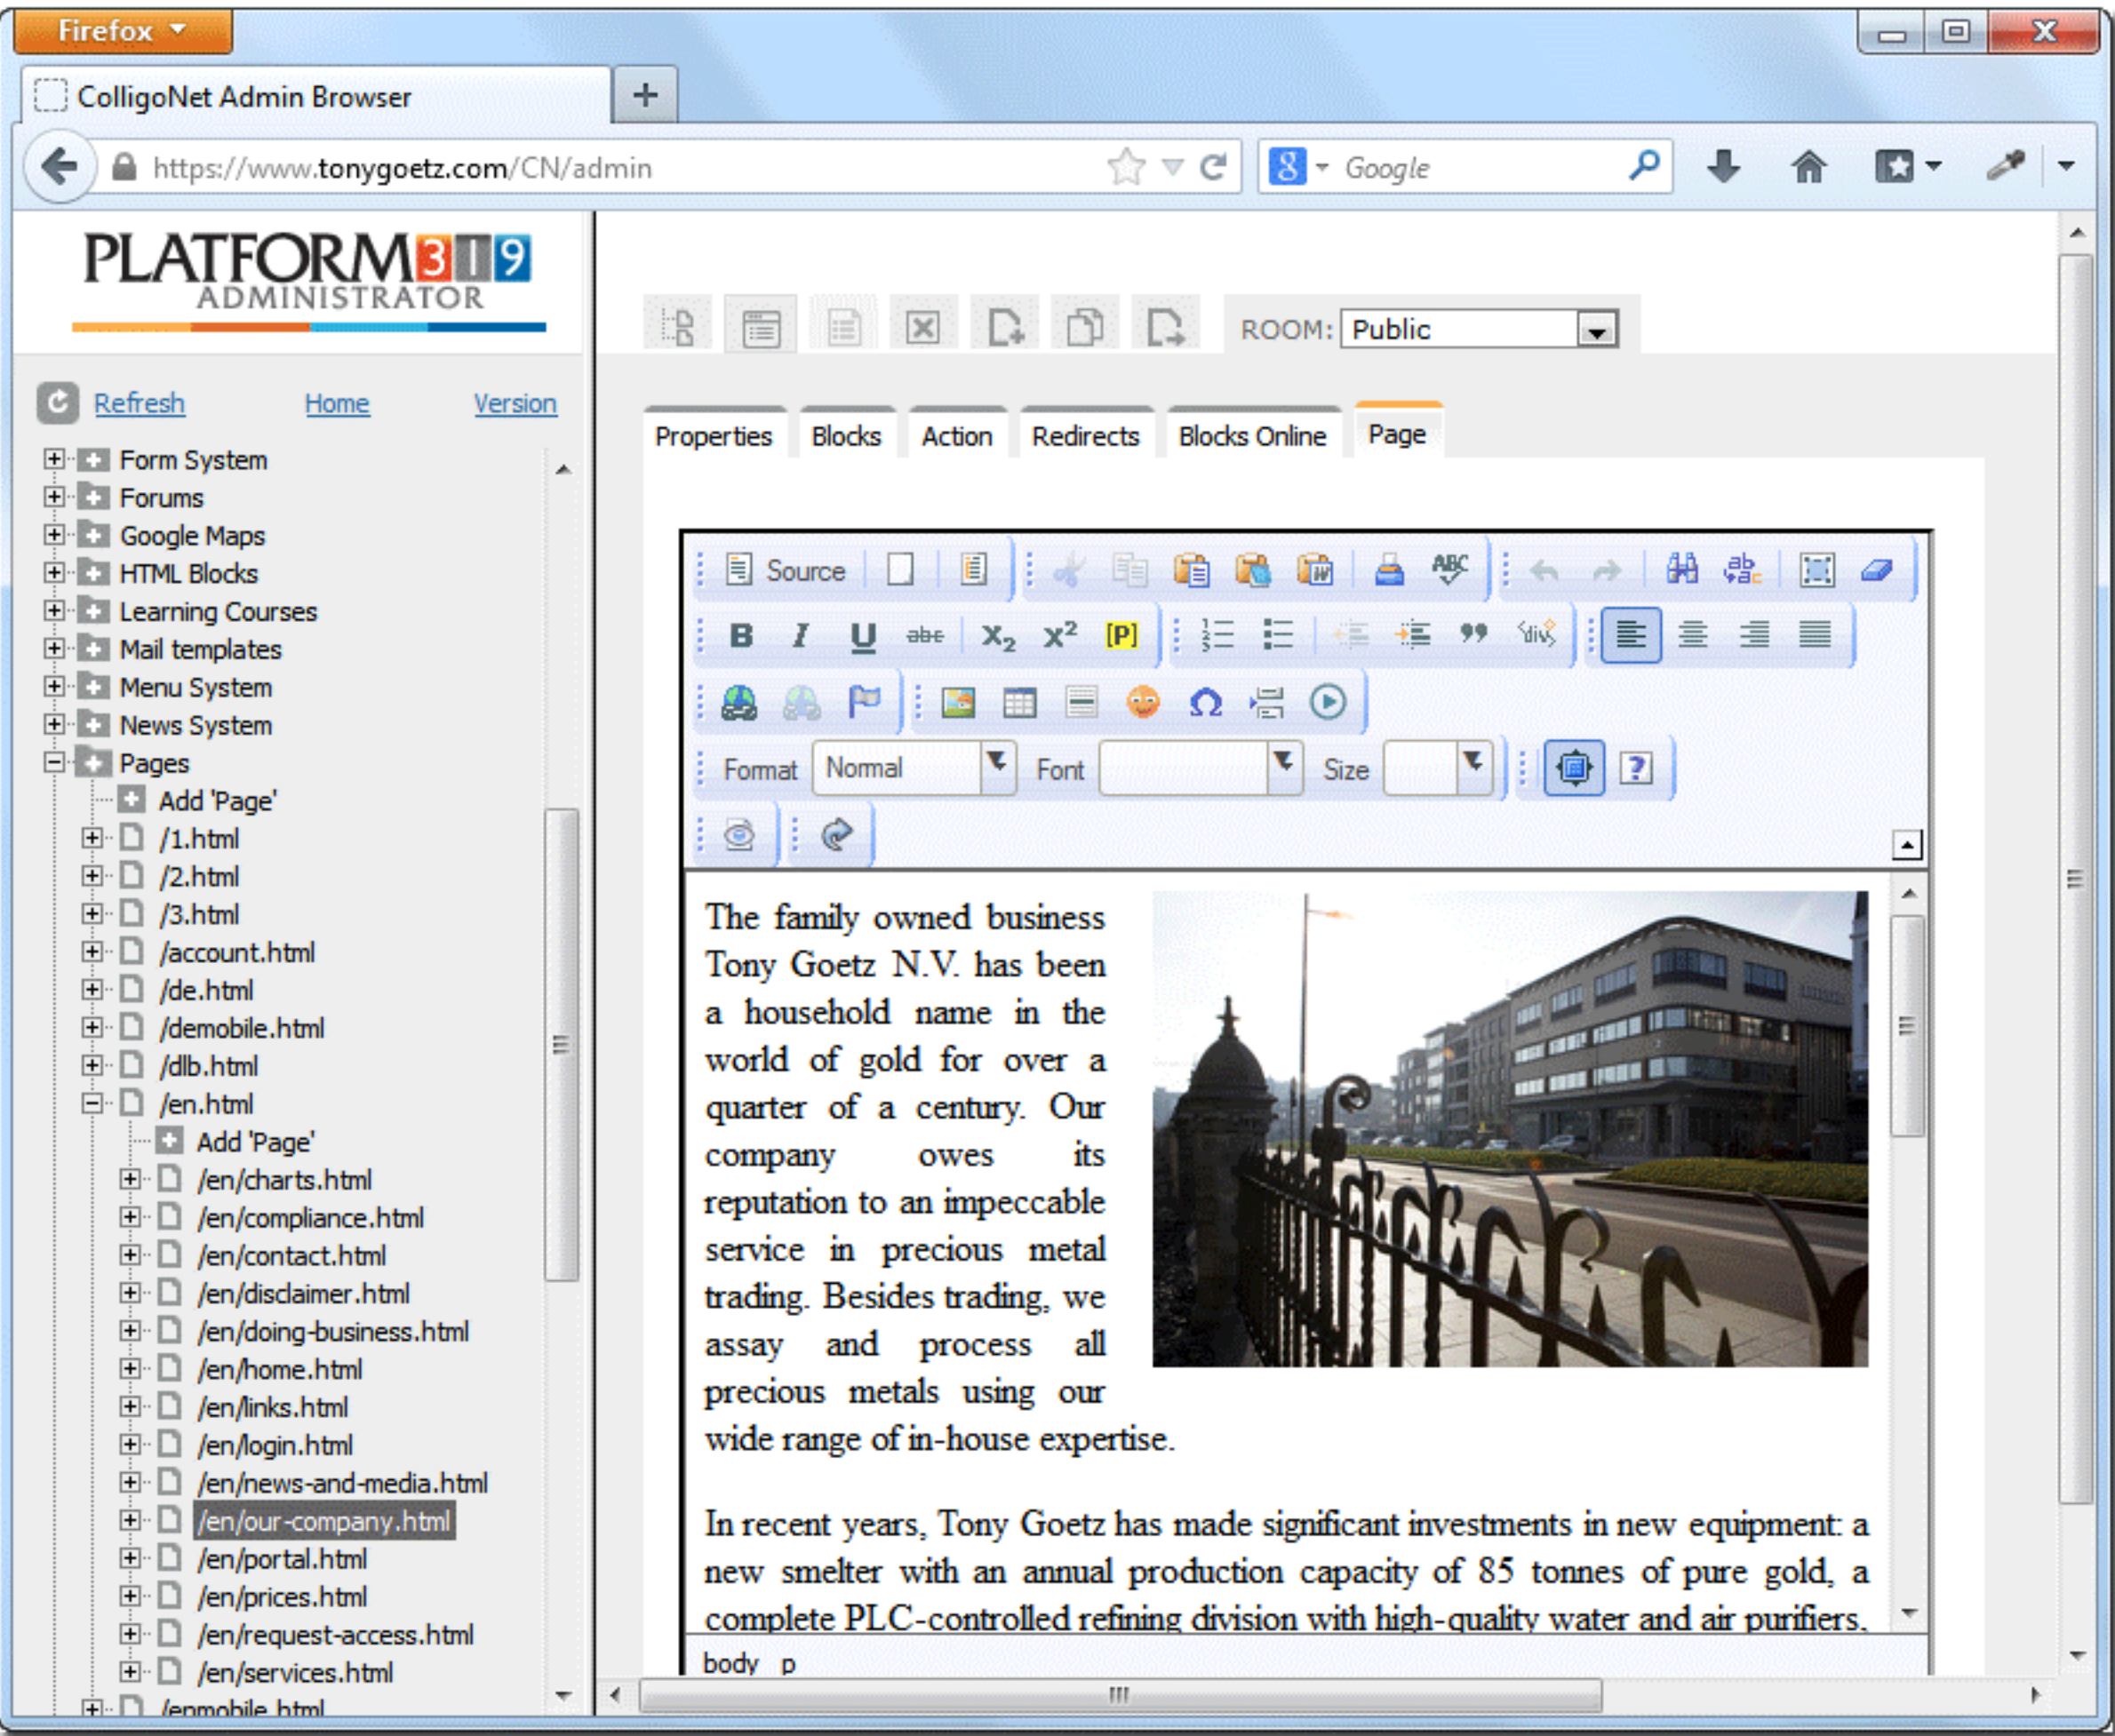 Firefox
ColligoNet Admin Browser
https://www.tonygoetz.com/CN/admin
Google
PLATFORM319
ADMINISTRATOR
Refresh Home Version
Form System
Forums
Google Maps
HTML Blocks
Learning Courses
Mail templates
Menu System
News System
Pages
Add 'Page'
/1.html
/2.html
/3.html
/account.html
/de.html
/demobile.html
/dlb.html
/en.html
Add 'Page'
/en/charts.html
/en/compliance.html
/en/contact.html
/en/disclaimer.html
/en/doing-business.html
/en/home.html
/en/links.html
/en/login.html
/en/news-and-media.html
/en/our-company.html
/en/portal.html
/en/prices.html
/en/request-access.html
/en/services.html
/enmobile.html
ROOM: Public
Properties Blocks Action Redirects Blocks Online Page
Source
Format Normal Font Size
The family owned business
Tony Goetz N.V. has been
a household name in the
world of gold for over a
quarter of a century. Our
company owes its
reputation to an impeccable
service in precious metal
trading. Besides trading, we
assay and process all
precious metals using our
wide range of in-house expertise.
In recent years, Tony Goetz has made significant investments in new equipment: a
new smelter with an annual production capacity of 85 tonnes of pure gold, a
complete PLC-controlled refining division with high-quality water and air purifiers,
body p